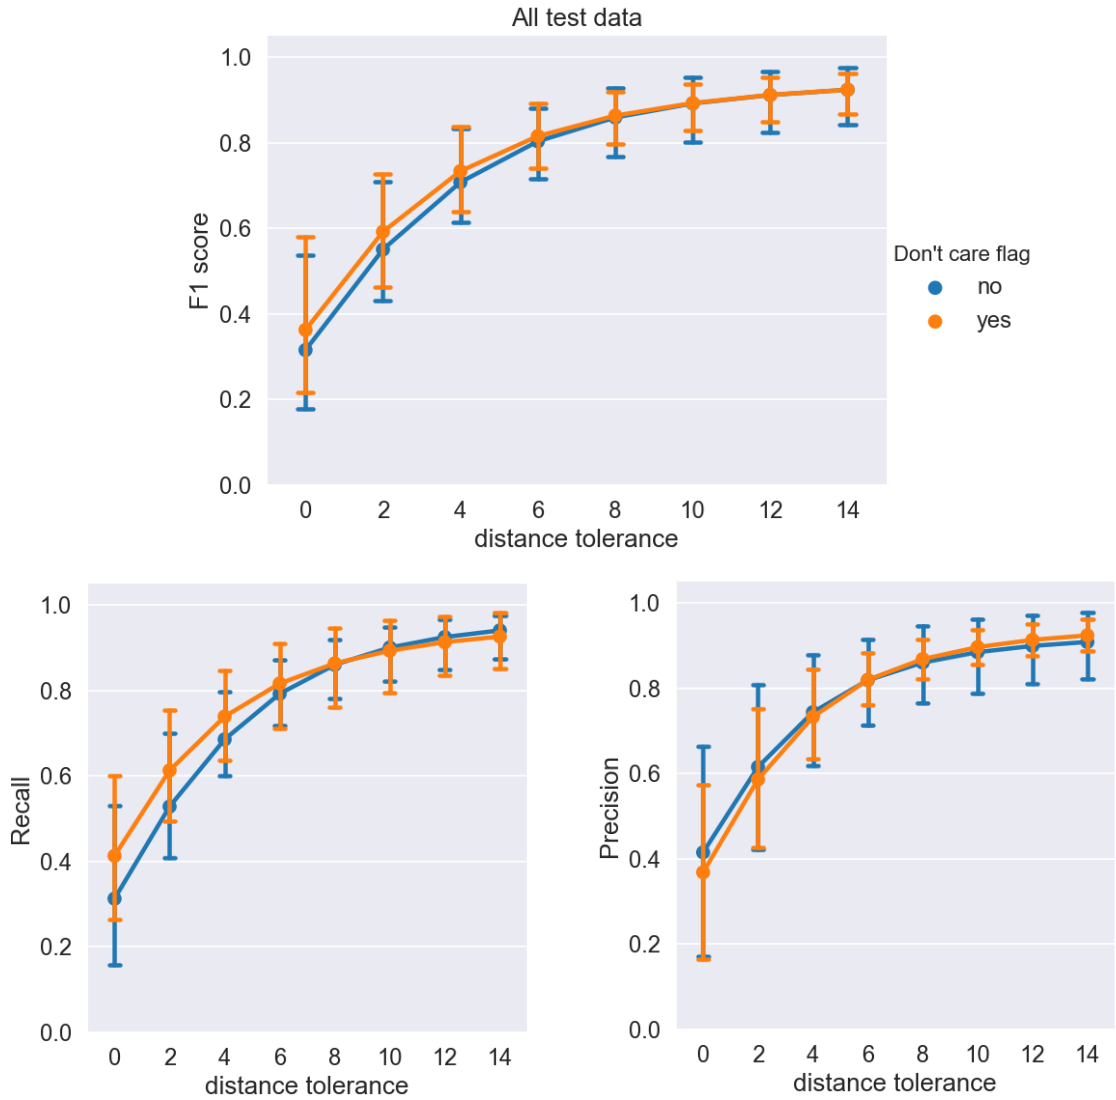 All test data
1.0
0.8
0.6
0.4
0.2
0.0
F1 score
0 2 4 6 8 10 12 14
distance tolerance
Don't care flag
no
yes
1.0
0.8
0.6
0.4
0.2
0.0
Recall
0 2 4 6 8 10 12 14
distance tolerance
1.0
0.8
0.6
0.4
0.2
0.0
Precision
0 2 4 6 8 10 12 14
distance tolerance